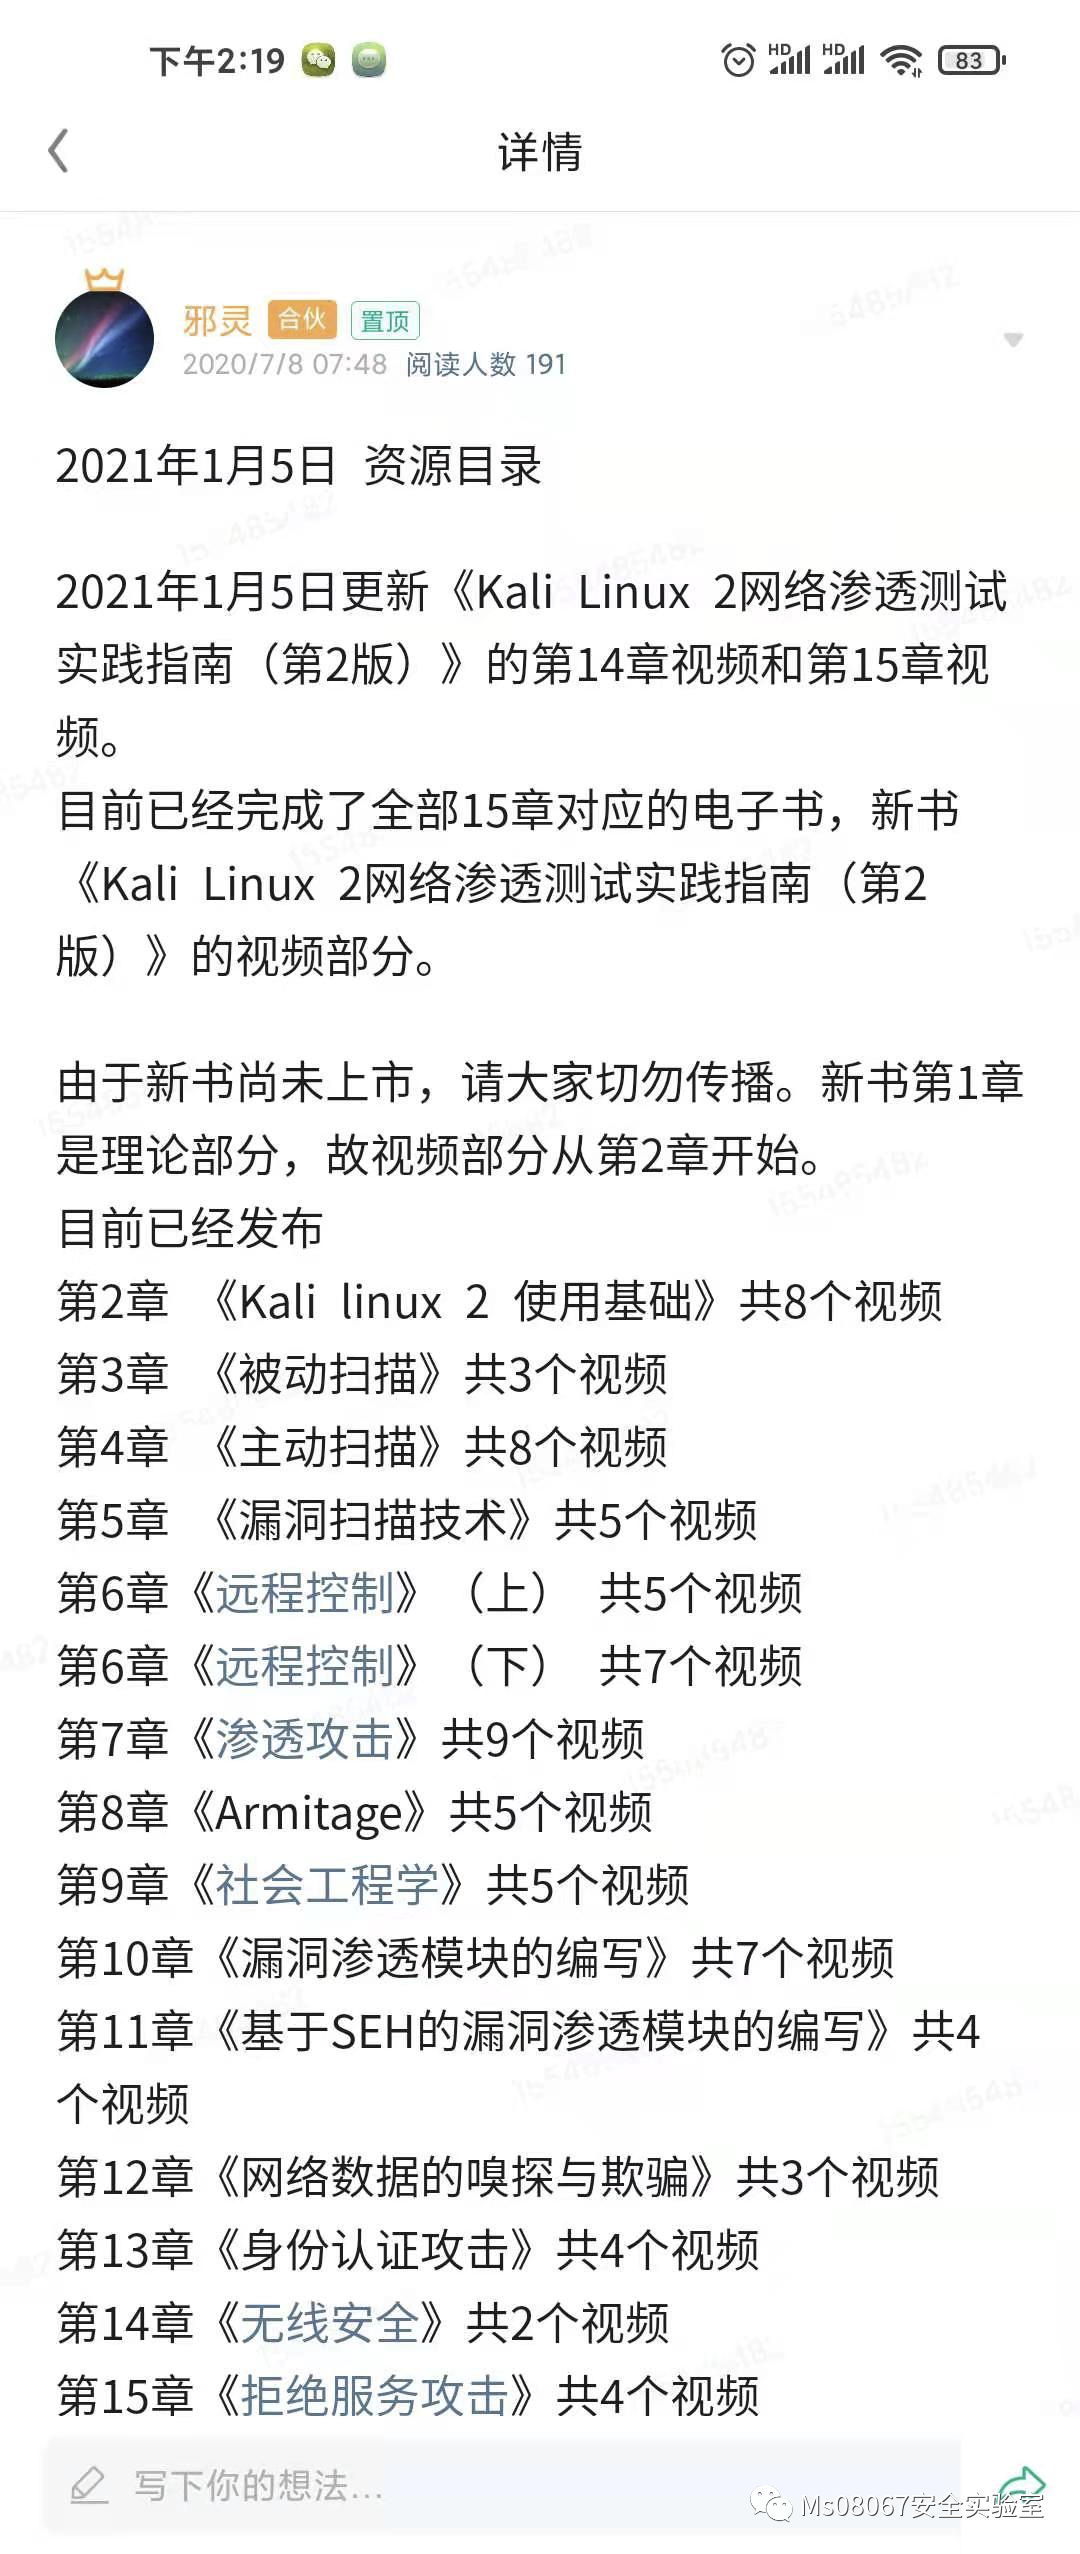 下午2:19
HD HD 83
详情
邪灵 合伙 置顶
2020/7/8 07:48 阅读人数 191
2021年1月5日 资源目录
2021年1月5日更新《Kali Linux 2网络渗透测试
实践指南（第2版）》的第14章视频和第15章视
频。
目前已经完成了全部15章对应的电子书，新书
《Kali Linux 2网络渗透测试实践指南（第2
版）》的视频部分。
由于新书尚未上市，请大家切勿传播。新书第1章
是理论部分，故视频部分从第2章开始。
目前已经发布
第2章 《Kali linux 2 使用基础》共8个视频
第3章 《被动扫描》共3个视频
第4章 《主动扫描》共8个视频
第5章 《漏洞扫描技术》共5个视频
第6章《远程控制》（上） 共5个视频
第6章《远程控制》（下） 共7个视频
第7章《渗透攻击》共9个视频
第8章《Armitage》共5个视频
第9章《社会工程学》共5个视频
第10章《漏洞渗透模块的编写》共7个视频
第11章《基于SEH的漏洞渗透模块的编写》共4
个视频
第12章《网络数据的嗅探与欺骗》共3个视频
第13章《身份认证攻击》共4个视频
第14章《无线安全》共2个视频
第15章《拒绝服务攻击》共4个视频
写下你的想法...
Ms08067安全实验室